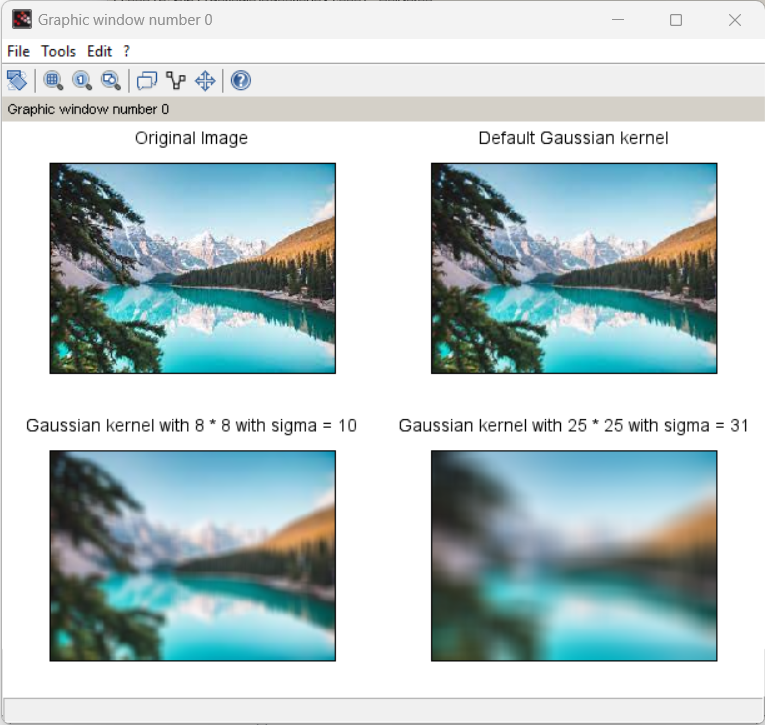 Graphic window number 0
File Tools Edit ?
Graphic window number 0
Original Image
Default Gaussian kernel
Gaussian kernel with 8 * 8 with sigma = 10
Gaussian kernel with 25 * 25 with sigma = 31